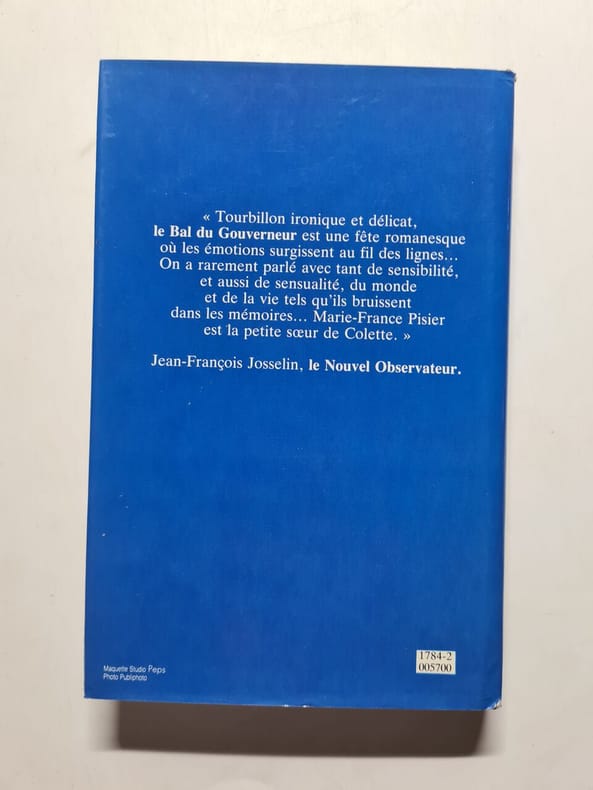 « Tourbillon ironique et délicat,
le Bal du Gouverneur est une fête romanesque
où les émotions surgissent au fil des lignes...
On a rarement parlé avec tant de sensibilité,
et aussi de sensualité, du monde
et de la vie tels qu'ils bruissent
dans les mémoires... Marie-France Pisier
est la petite sœur de Colette. »
Jean-François Josselin, le Nouvel Observateur.
1784-2
005700
Maquette Studio Peps
Photo Publiphoto